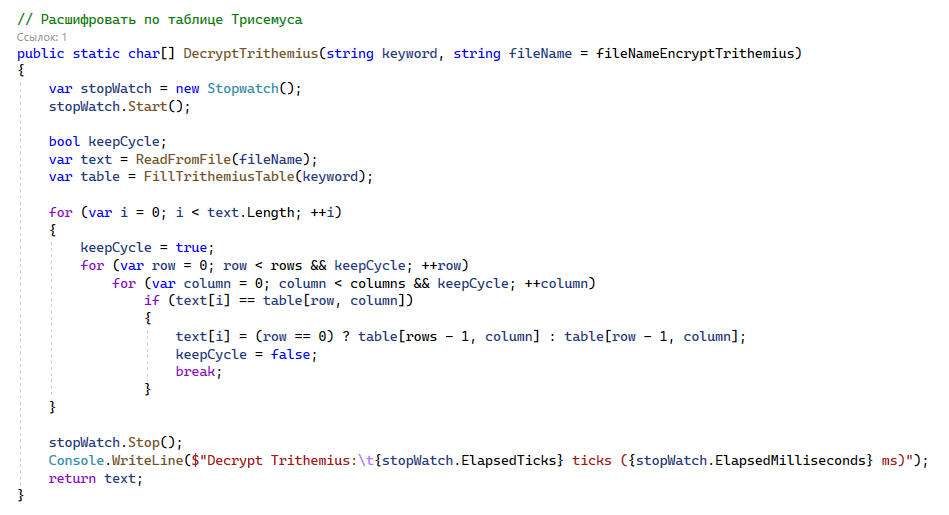 // Расшифровать по таблице Трисемуса
Ссылок: 1
public static char[] DecryptTrithemius(string keyword, string fileName = fileNameEncryptTrithemius)
{
    var stopWatch = new Stopwatch();
    stopWatch.Start();

    bool keepCycle;
    var text = ReadFromFile(fileName);
    var table = FillTrithemiusTable(keyword);

    for (var i = 0; i < text.Length; ++i)
    {
        keepCycle = true;
        for (var row = 0; row < rows && keepCycle; ++row)
            for (var column = 0; column < columns && keepCycle; ++column)
                if (text[i] == table[row, column])
                {
                    text[i] = (row == 0) ? table[rows - 1, column] : table[row - 1, column];
                    keepCycle = false;
                    break;
                }
    }

    stopWatch.Stop();
    Console.WriteLine($"Decrypt Trithemius:\t{stopWatch.ElapsedTicks} ticks ({stopWatch.ElapsedMilliseconds} ms)");
    return text;
}